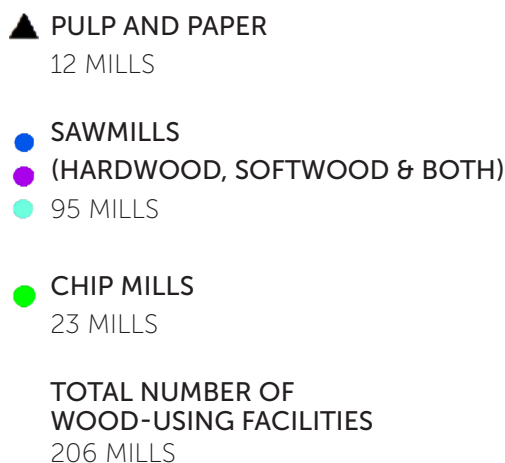 PULP AND PAPER
12 MILLS
SAWMILLS
(HARDWOOD, SOFTWOOD & BOTH)
95 MILLS
CHIP MILLS
23 MILLS
TOTAL NUMBER OF
WOOD-USING FACILITIES
206 MILLS